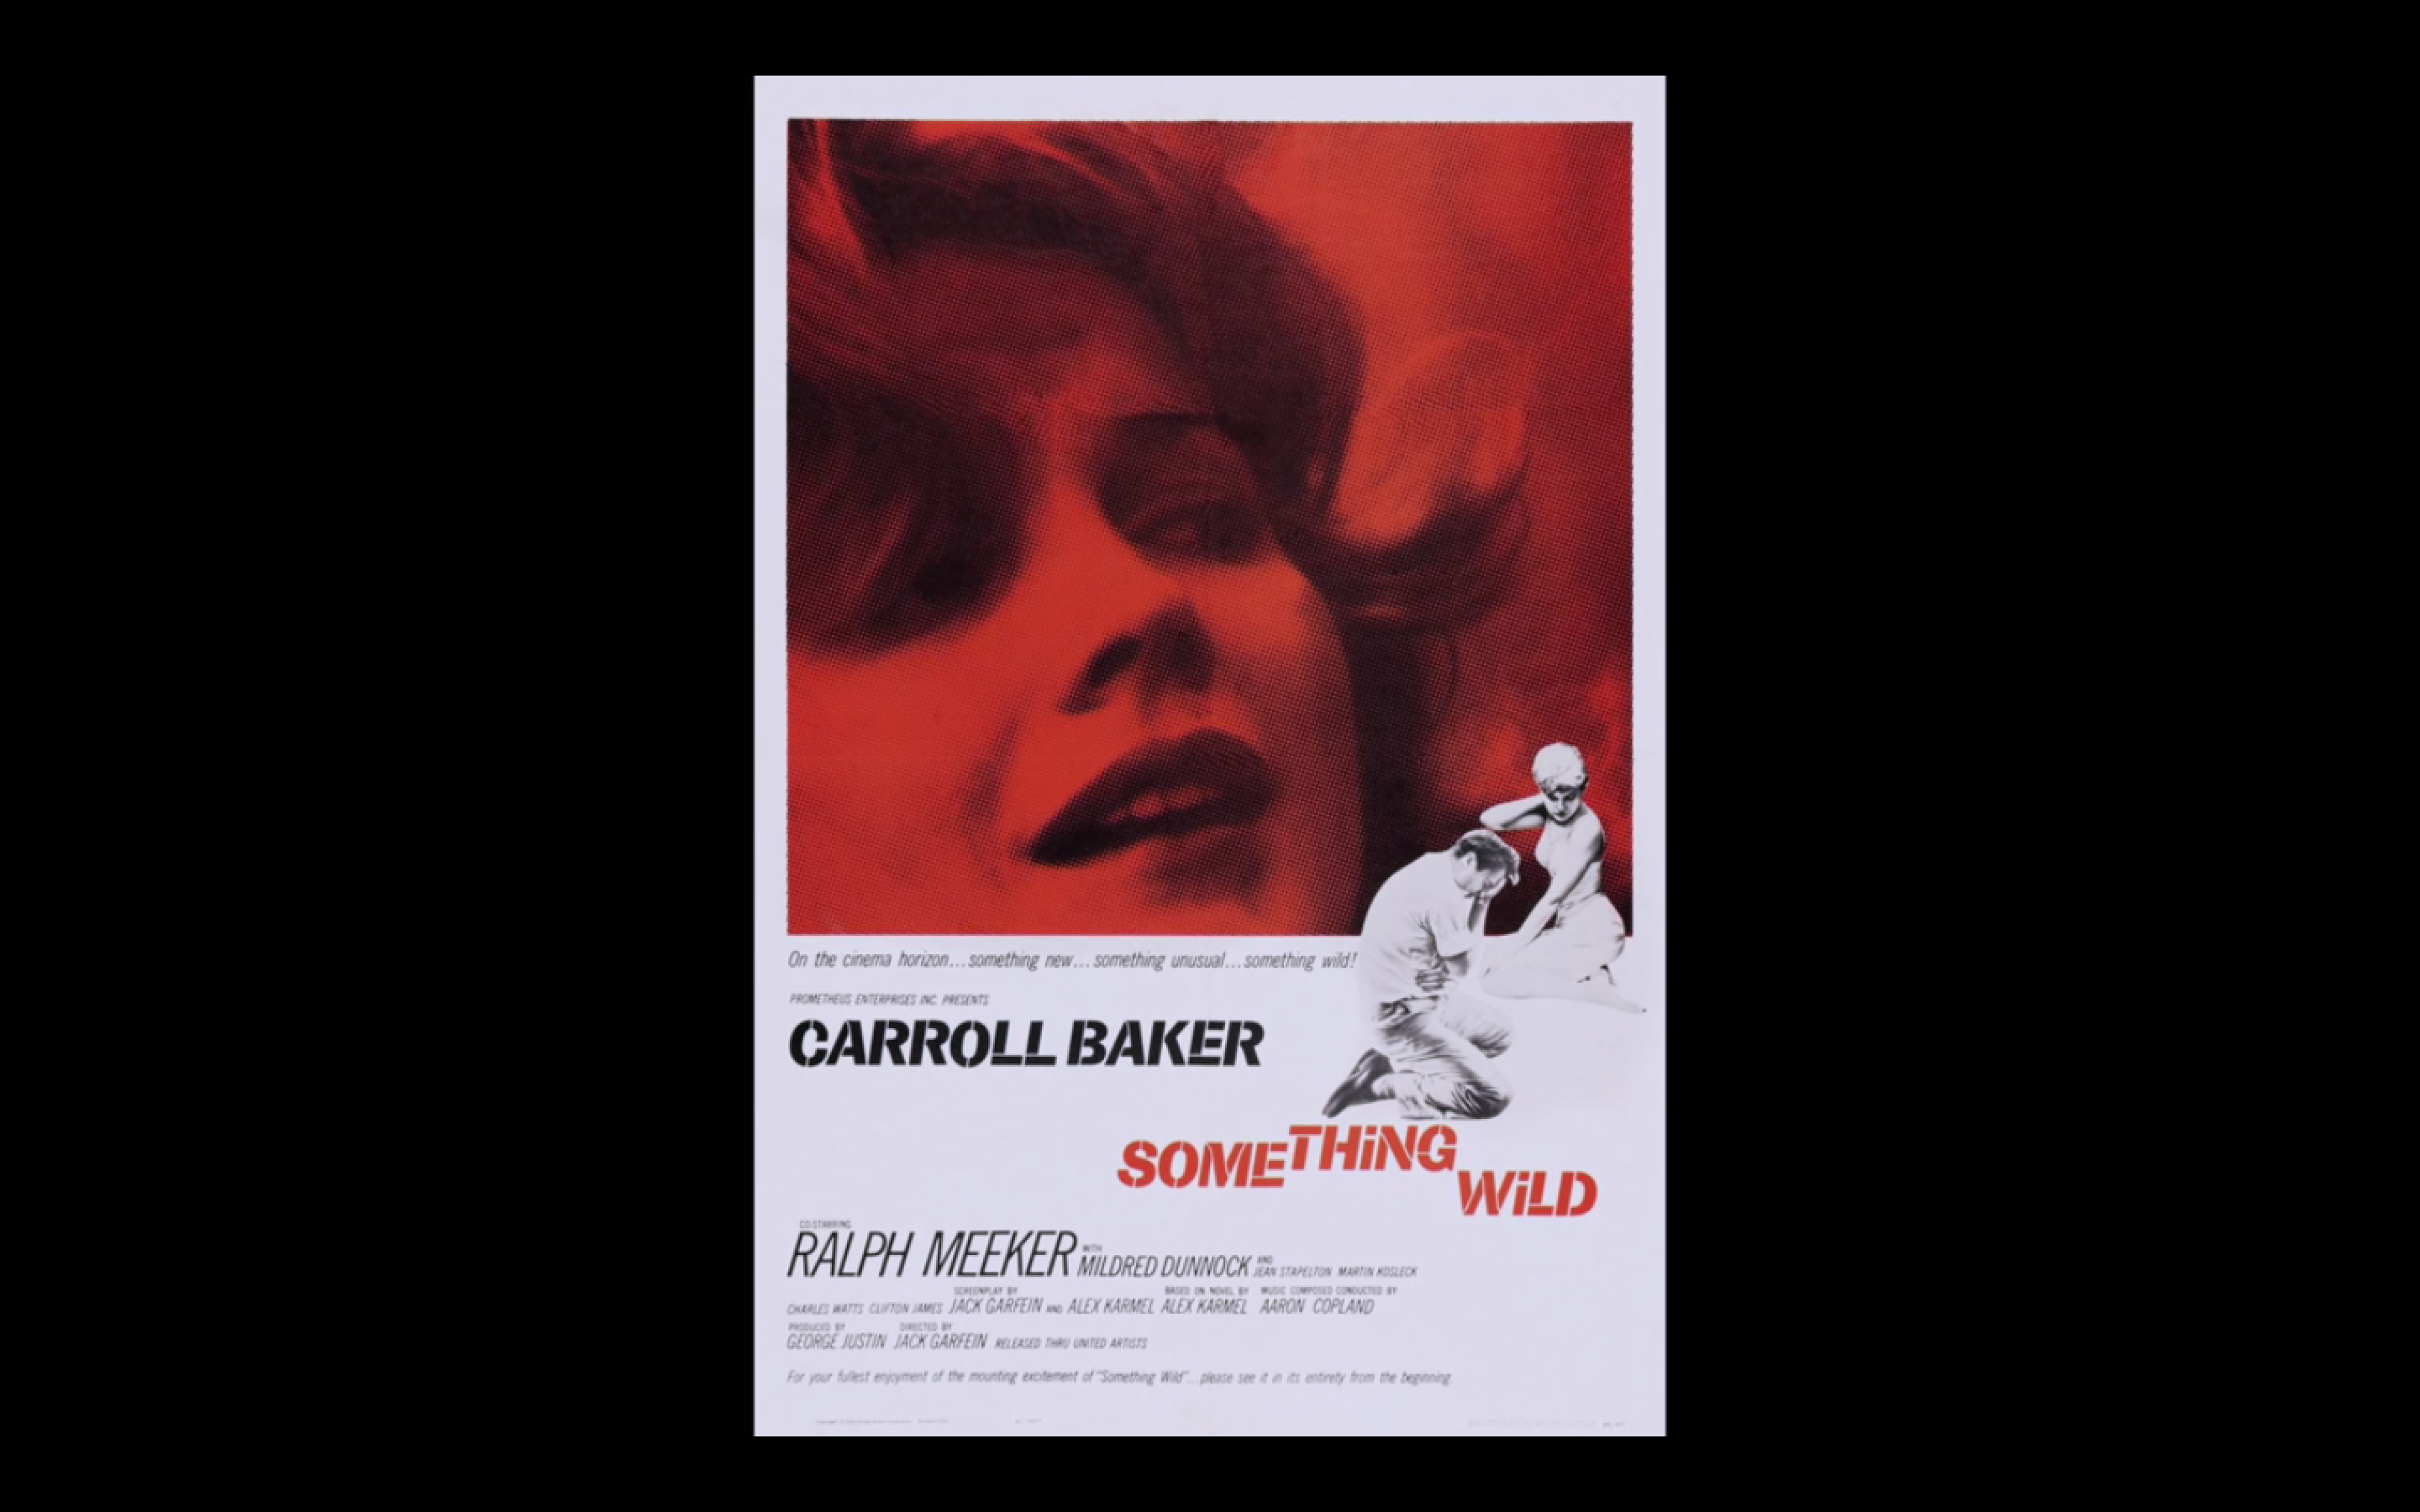 On the cinema horizon...something new...something unusual...something wild!
PROMETHEUS ENTERPRISES INC. PRESENTS
CARROLL BAKER
SOMETHiNG
WiLD
CO-STARRING
RALPH MEEKER WITH MILDRED DUNNOCK AND JEAN STAPELTON MARTIN KOSLECK
SCREENPLAY BY BASED ON NOVEL BY MUSIC COMPOSED CONDUCTED BY
CHARLES WATTS CLIFTON JAMES JACK GARFEIN AND ALEX KARMEL ALEX KARMEL AARON COPLAND
PRODUCED BY DIRECTED BY
GEORGE JUSTIN JACK GARFEIN RELEASED THRU UNITED ARTISTS
For your fullest enjoyment of the mounting excitement of "Something Wild"...please see it in its entirety from the beginning.